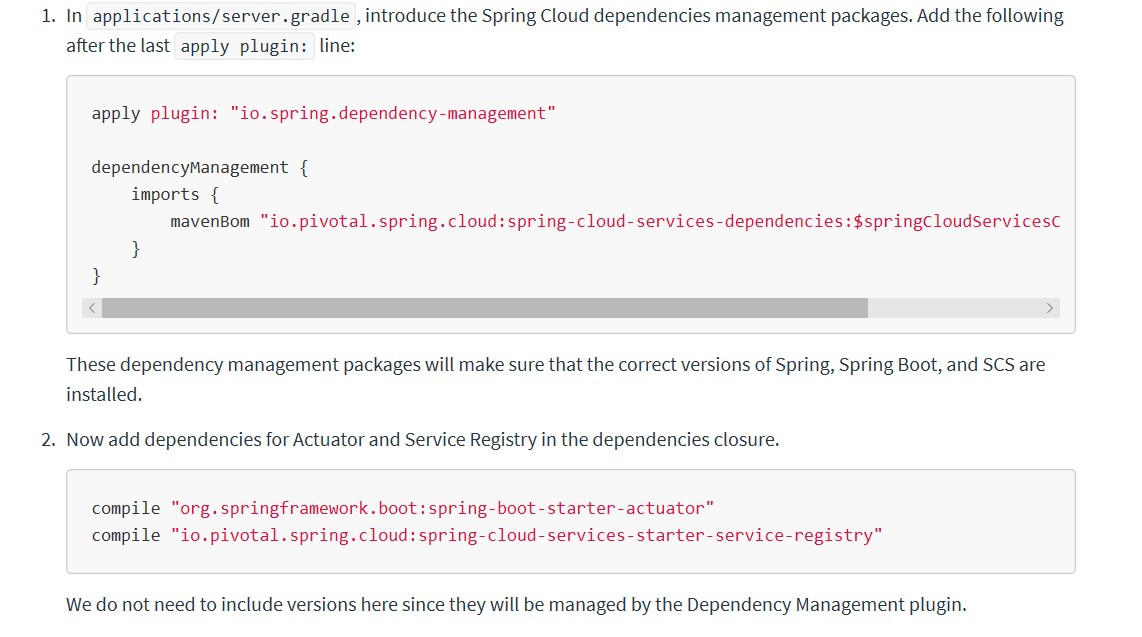 1. In applications/server.gradle, introduce the Spring Cloud dependencies management packages. Add the following
after the last apply plugin: line:
apply plugin: "io.spring.dependency-management"
dependencyManagement {
    imports {
        mavenBom "io.pivotal.spring.cloud:spring-cloud-services-dependencies:$springCloudServicesC
    }
}
These dependency management packages will make sure that the correct versions of Spring, Spring Boot, and SCS are
installed.
2. Now add dependencies for Actuator and Service Registry in the dependencies closure.
compile "org.springframework.boot:spring-boot-starter-actuator"
compile "io.pivotal.spring.cloud:spring-cloud-services-starter-service-registry"
We do not need to include versions here since they will be managed by the Dependency Management plugin.